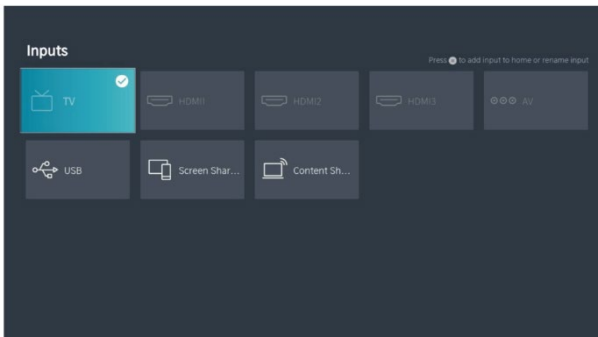 Inputs
Press to add input to home or rename input
TV
HDMI1
HDMI2
HDMI3
AV
USB
Screen Shar...
Content Sh...